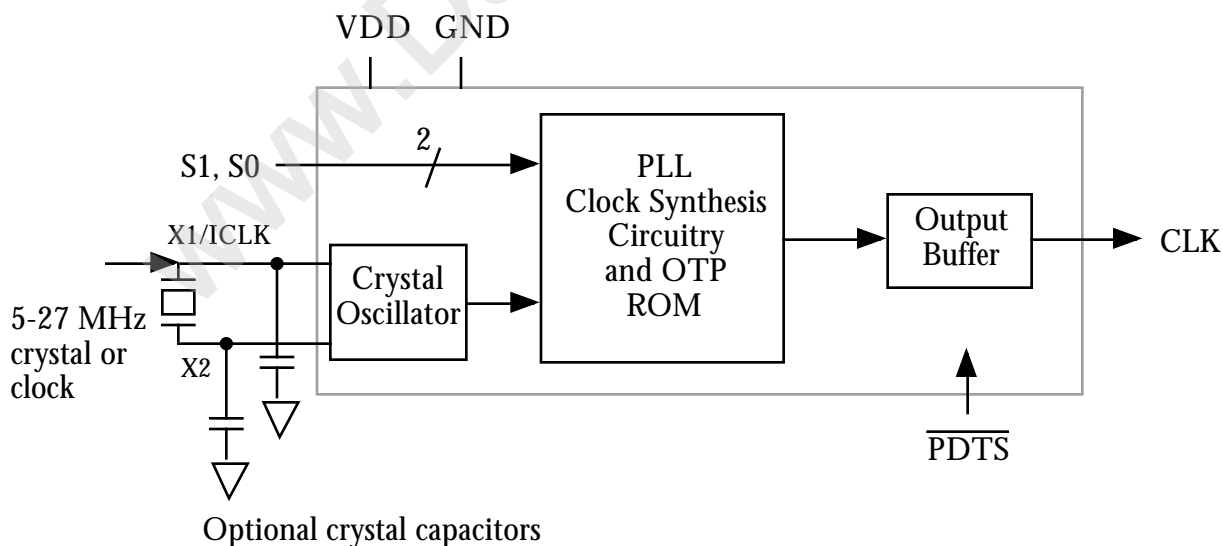 VDD GND
2
S1, S0
PLL
Clock Synthesis
Circuitry
and OTP
ROM
Output
Buffer
CLK
X1/ICLK
Crystal
Oscillator
5-27 MHz
crystal or
clock
X2
PDTS
Optional crystal capacitors